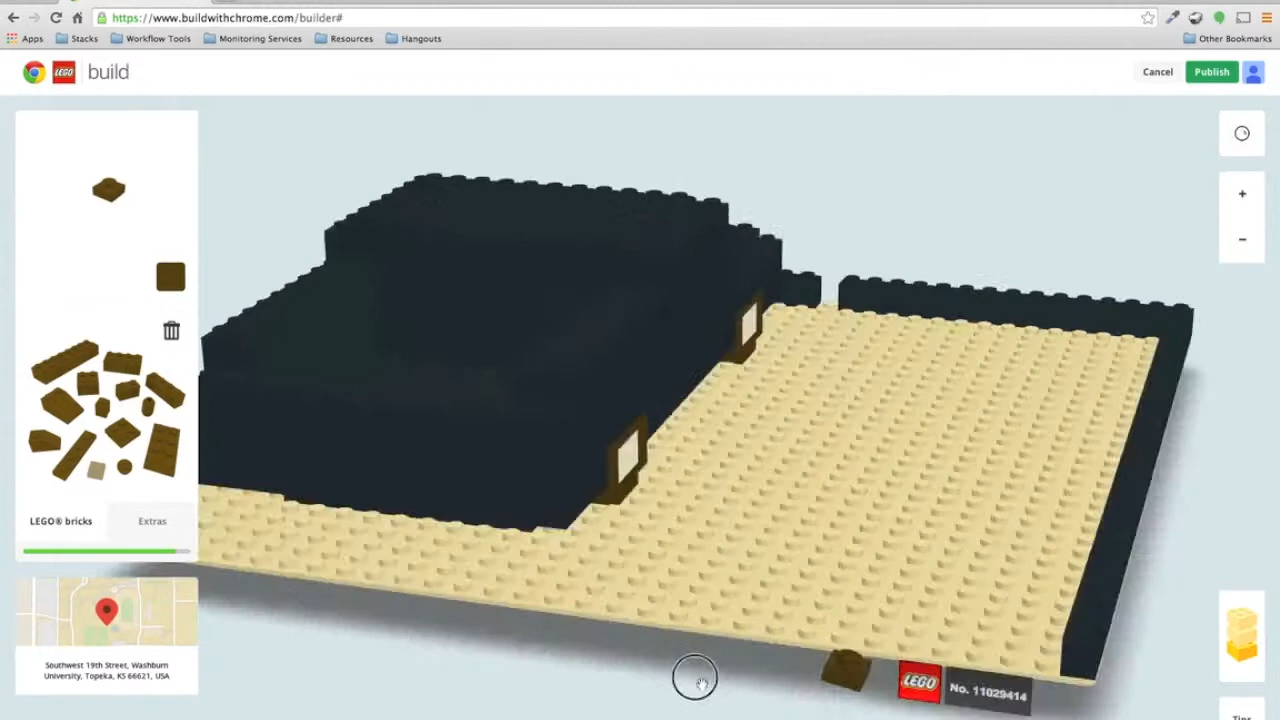 https://www.buildwithchrome.com/builder#
Apps Stacks Workflow Tools Monitoring Services Resources Hangouts Other Bookmarks
LEGO build Cancel Publish
+
−
LEGO® bricks Extras
Southwest 19th Street, Washburn
University, Topeka, KS 66621, USA
LEGO No. 11029414
Tips